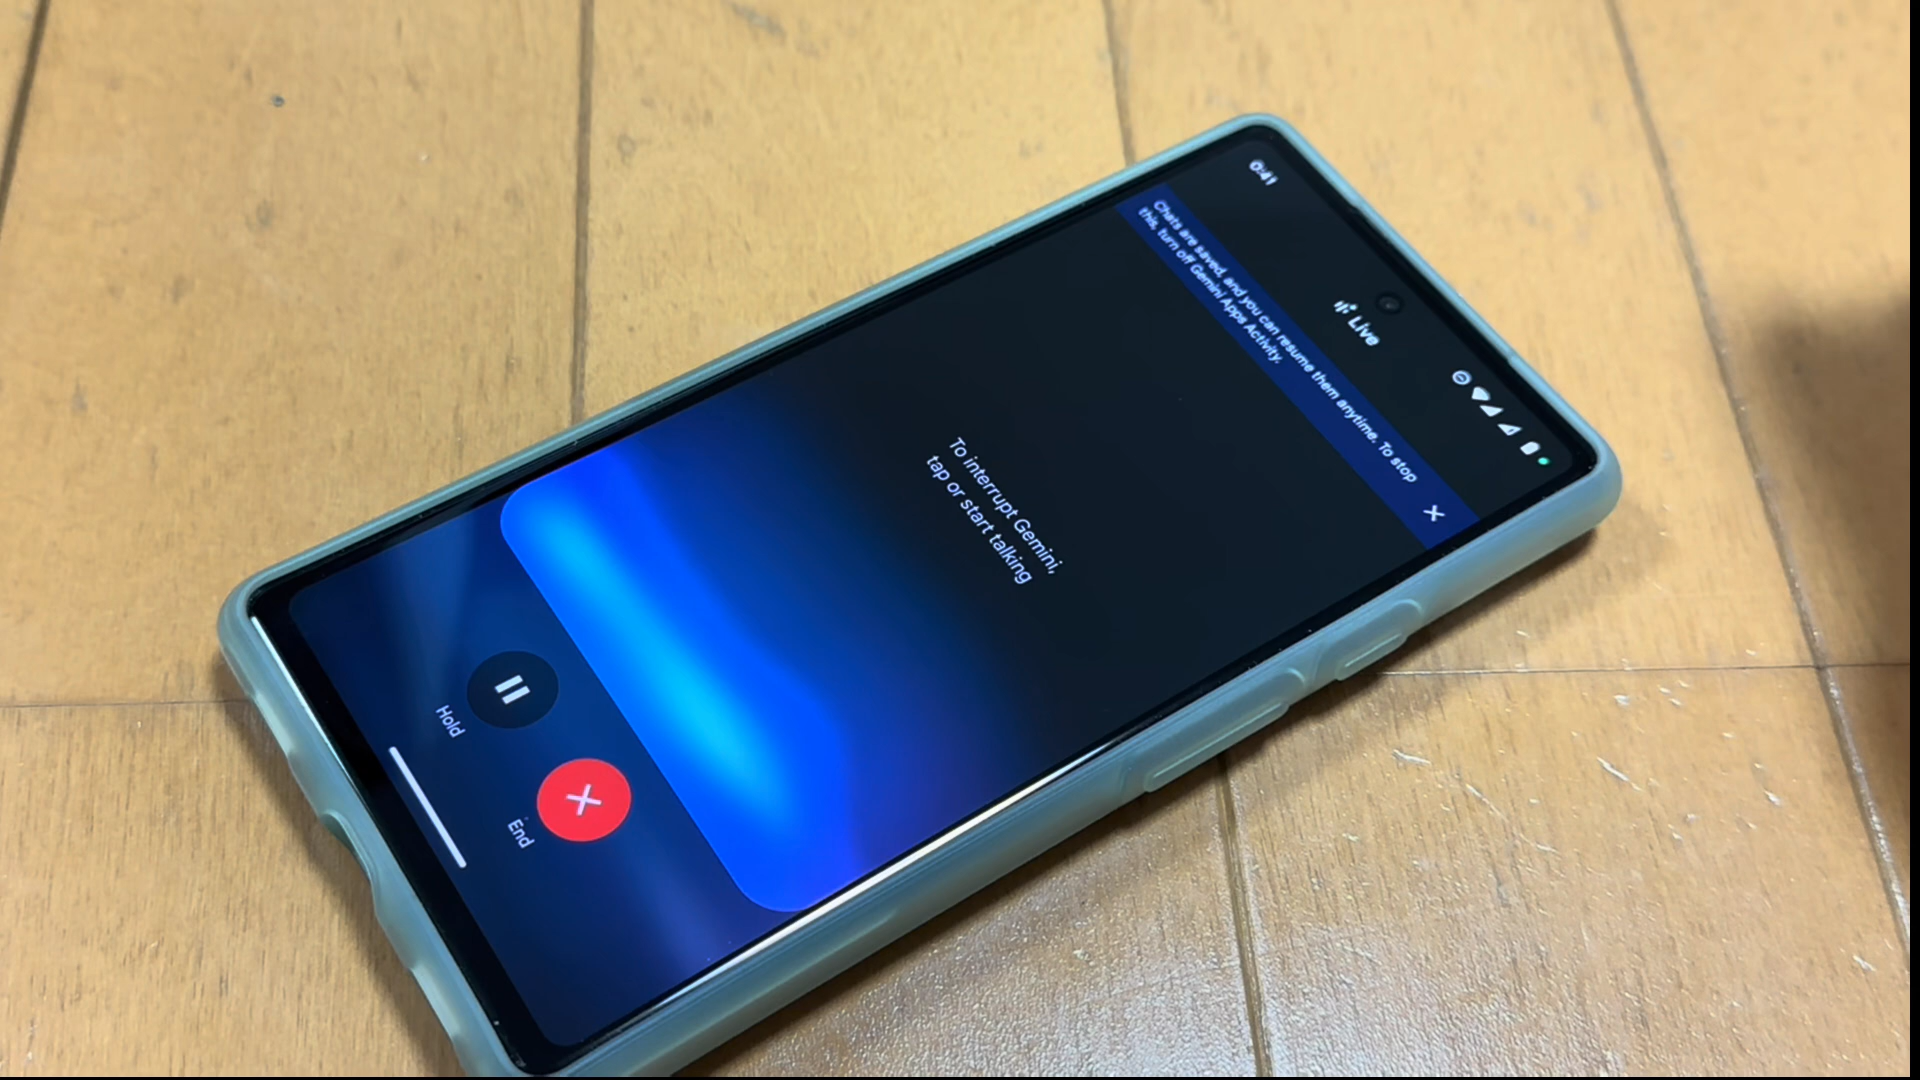 0:41
Live
Chats are saved, and you can resume them anytime. To stop
this, turn off Gemini Apps Activity.
To interrupt Gemini,
tap or start talking
Hold
End